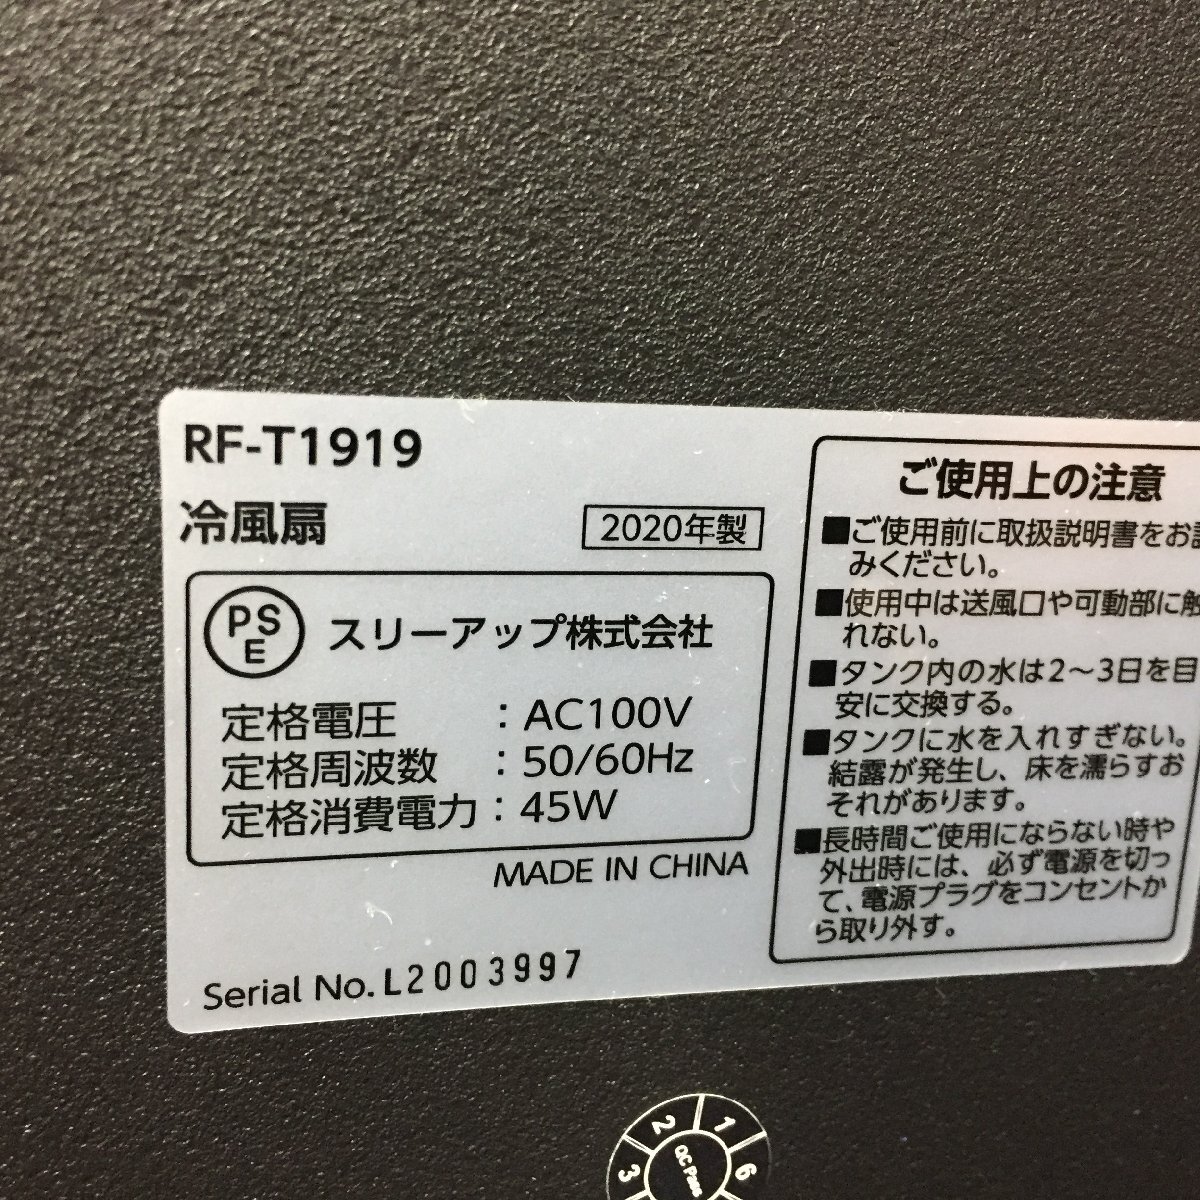 RF-T1919
冷風扇
2020年製
PSE
スリーアップ株式会社
定格電圧 : AC100V
定格周波数 : 50/60Hz
定格消費電力 : 45W
MADE IN CHINA
Serial No. L2003997
ご使用上の注意
■ご使用前に取扱説明書をお読
みください。
■使用中は送風口や可動部に触
れない。
■タンク内の水は2～3日を目
安に交換する。
■タンクに水を入れすぎない。
結露が発生し、床を濡らすお
それがあります。
■長時間ご使用にならない時や
外出時には、必ず電源を切っ
て、電源プラグをコンセントか
ら取り外す。
3 2 1 6
QC Pass